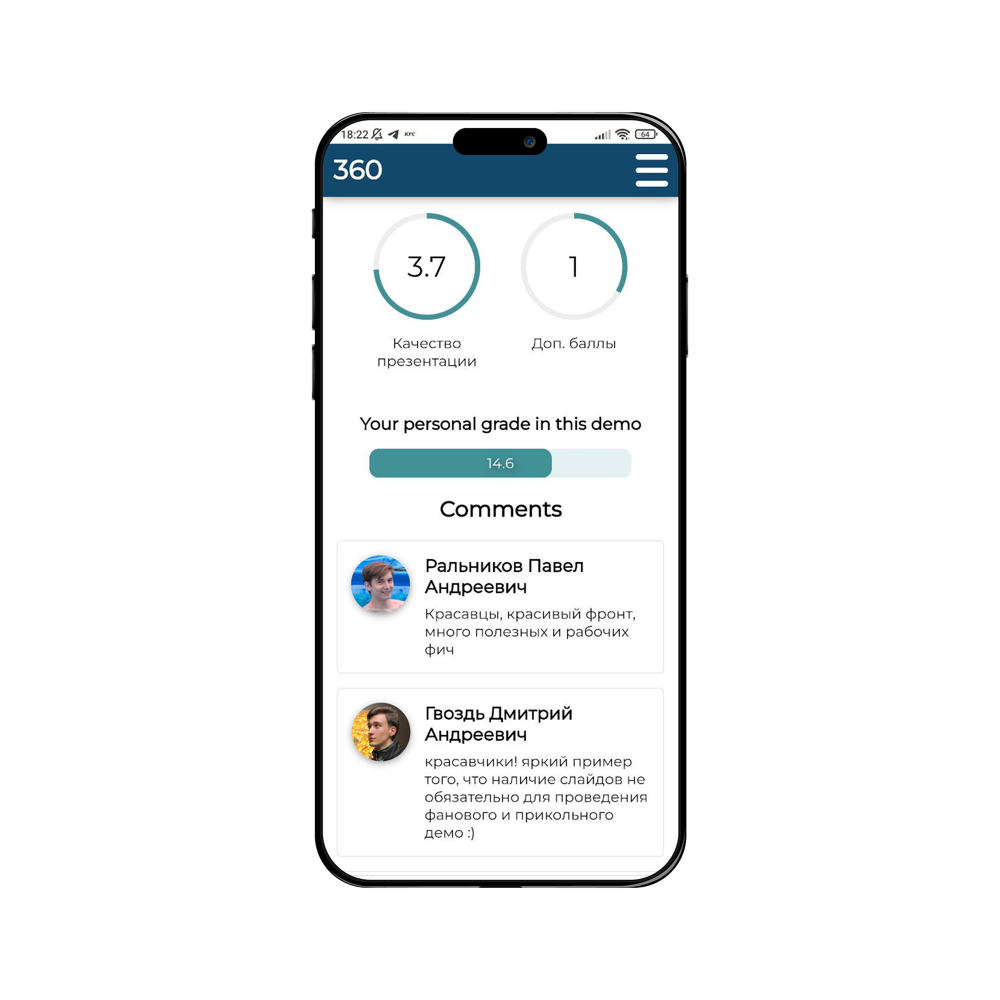 18:22 KFC 64
360
3.7 1
Качество Доп. баллы
презентации
Your personal grade in this demo
14.6
Comments
Ральников Павел
Андреевич
Красавцы, красивый фронт,
много полезных и рабочих
фич
Гвоздь Дмитрий
Андреевич
красавчики! яркий пример
того, что наличие слайдов не
обязательно для проведения
фанового и прикольного
демо :)